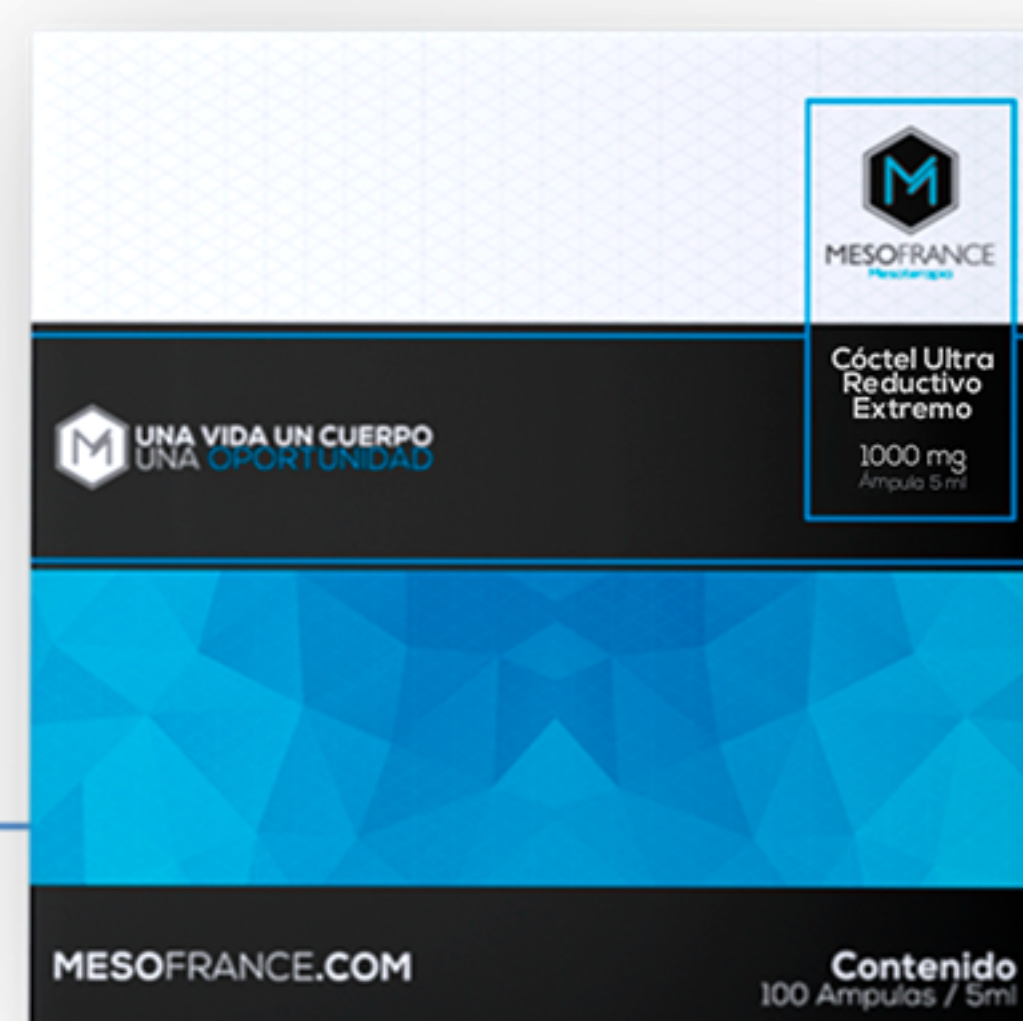 MESOFRANCE
Mesoterapia
Cóctel Ultra
Reductivo
Extremo
1000 mg
Ámpula 5 ml
UNA VIDA UN CUERPO
UNA OPORTUNIDAD
MESOFRANCE.COM
Contenido
100 Ampulas / 5ml